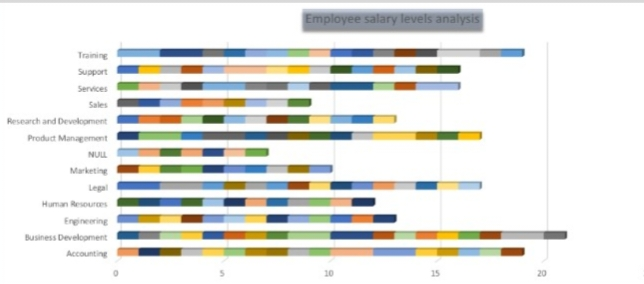 Employee salary levels analysis
Training
Support
Services
Sales
Research and Development
Product Management
NULL
Marketing
Legal
Human Resources
Engineering
Business Development
Accounting
0 5 10 15 20